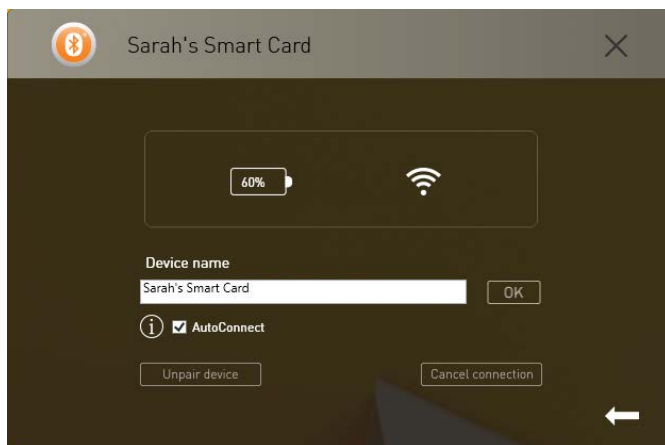 Sarah's Smart Card
60%
Device name
Sarah's Smart Card
OK
AutoConnect
Unpair device
Cancel connection